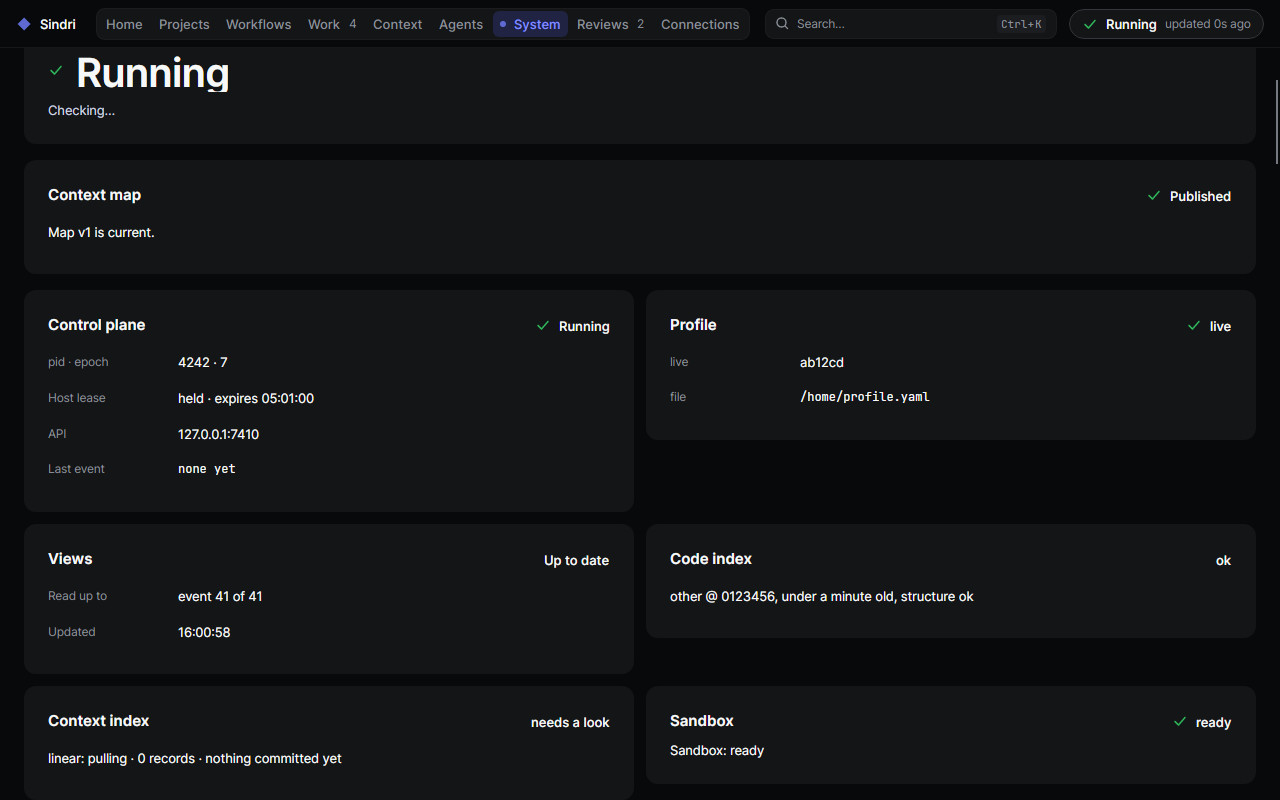 Sindri
Home Projects Workflows Work 4 Context Agents System Reviews 2 Connections
Search... Ctrl+K
Running updated 0s ago
Running
Checking...
Context map
Published
Map v1 is current.
Control plane
Running
pid · epoch 4242 · 7
Host lease held · expires 05:01:00
API 127.0.0.1:7410
Last event none yet
Profile
live
live ab12cd
file /home/profile.yaml
Views
Up to date
Read up to event 41 of 41
Updated 16:00:58
Code index
ok
other @ 0123456, under a minute old, structure ok
Context index
needs a look
linear: pulling · 0 records · nothing committed yet
Sandbox
ready
Sandbox: ready